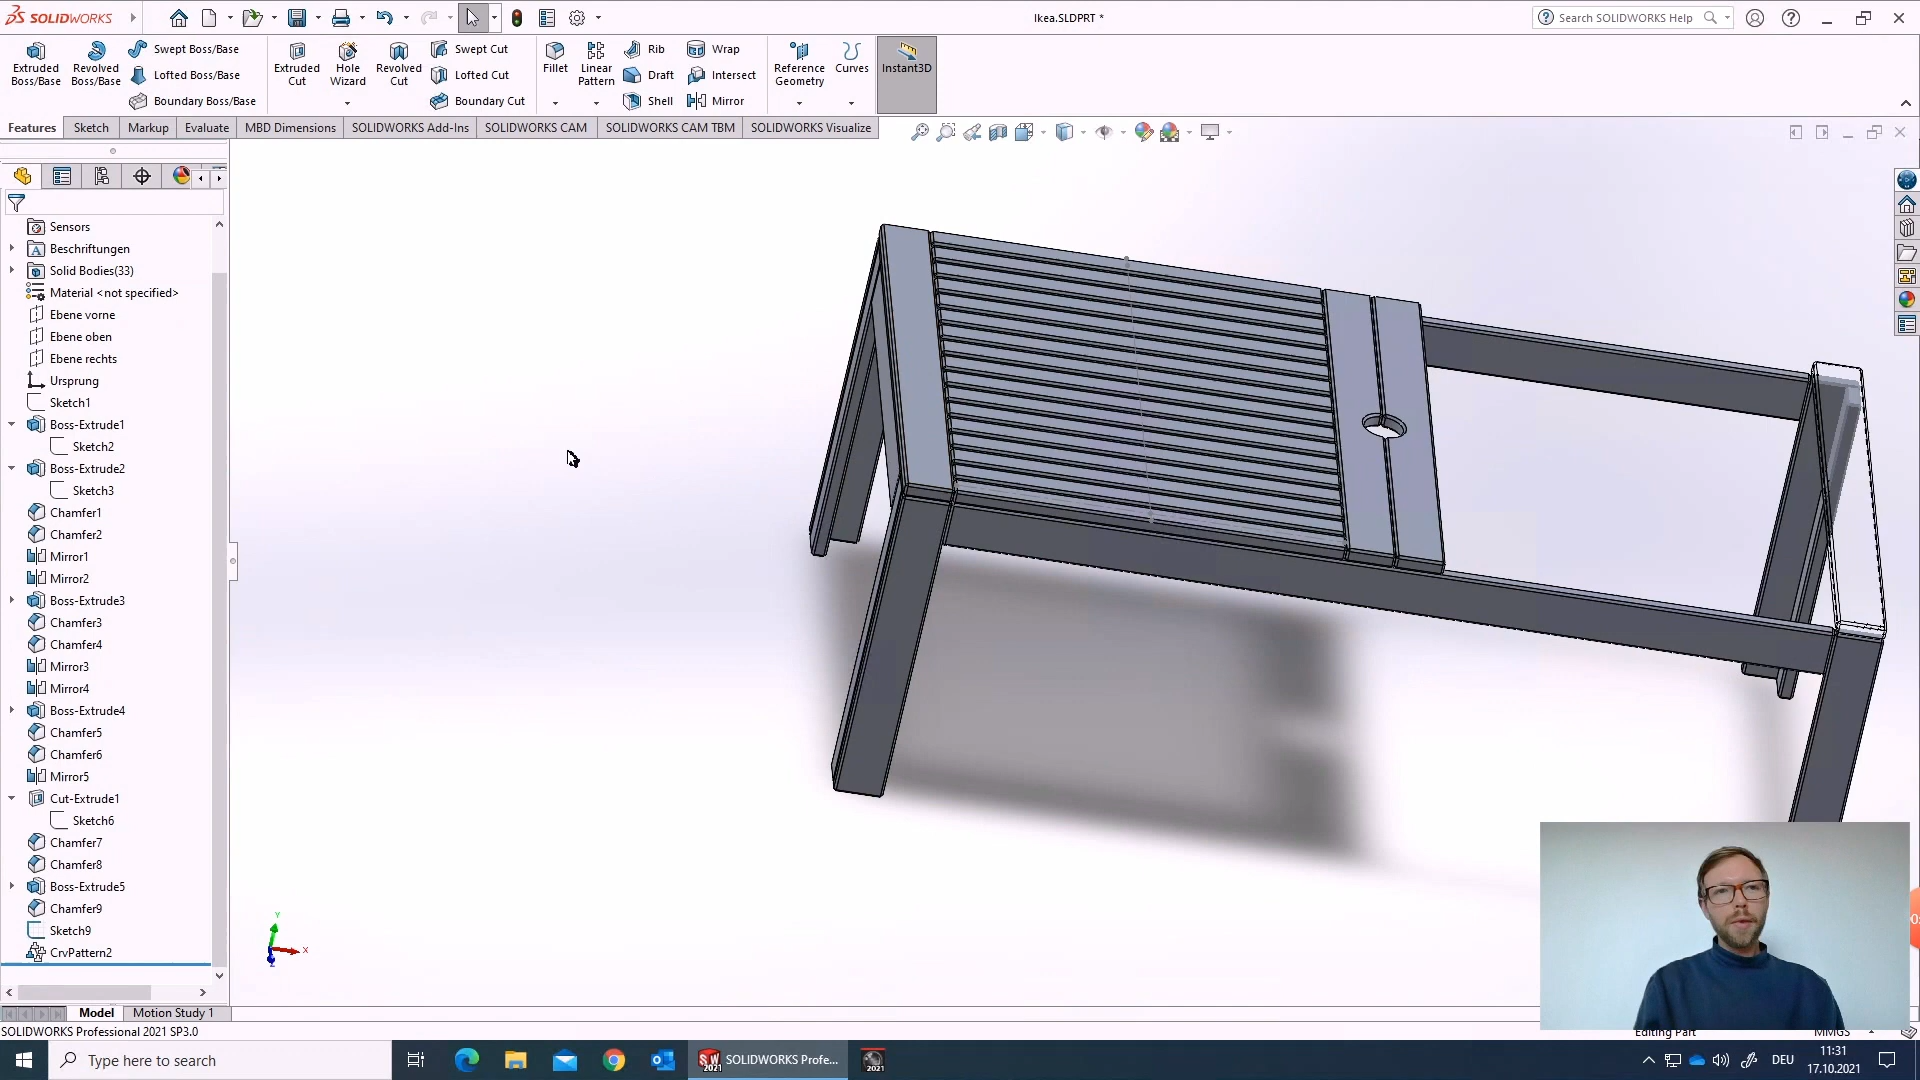 SOLIDWORKS
Ikea.SLDPRT *
Search SOLIDWORKS Help
Extruded Boss/Base
Revolved Boss/Base
Swept Boss/Base
Lofted Boss/Base
Boundary Boss/Base
Extruded Cut
Hole Wizard
Revolved Cut
Swept Cut
Lofted Cut
Boundary Cut
Fillet
Linear Pattern
Rib
Draft
Shell
Wrap
Intersect
Mirror
Reference Geometry
Curves
Instant3D
Features
Sketch
Markup
Evaluate
MBD Dimensions
SOLIDWORKS Add-Ins
SOLIDWORKS CAM
SOLIDWORKS CAM TBM
SOLIDWORKS Visualize
Sensors
Beschriftungen
Solid Bodies(33)
Material <not specified>
Ebene vorne
Ebene oben
Ebene rechts
Ursprung
Sketch1
Boss-Extrude1
Sketch2
Boss-Extrude2
Sketch3
Chamfer1
Chamfer2
Mirror1
Mirror2
Boss-Extrude3
Chamfer3
Chamfer4
Mirror3
Mirror4
Boss-Extrude4
Chamfer5
Chamfer6
Mirror5
Cut-Extrude1
Sketch6
Chamfer7
Chamfer8
Boss-Extrude5
Chamfer9
Sketch9
CrvPattern2
Y
X
Z
Model
Motion Study 1
SOLIDWORKS Professional 2021 SP3.0
Editing Part
MMGS
Type here to search
SOLIDWORKS Profe...
DEU
11:31
17.10.2021